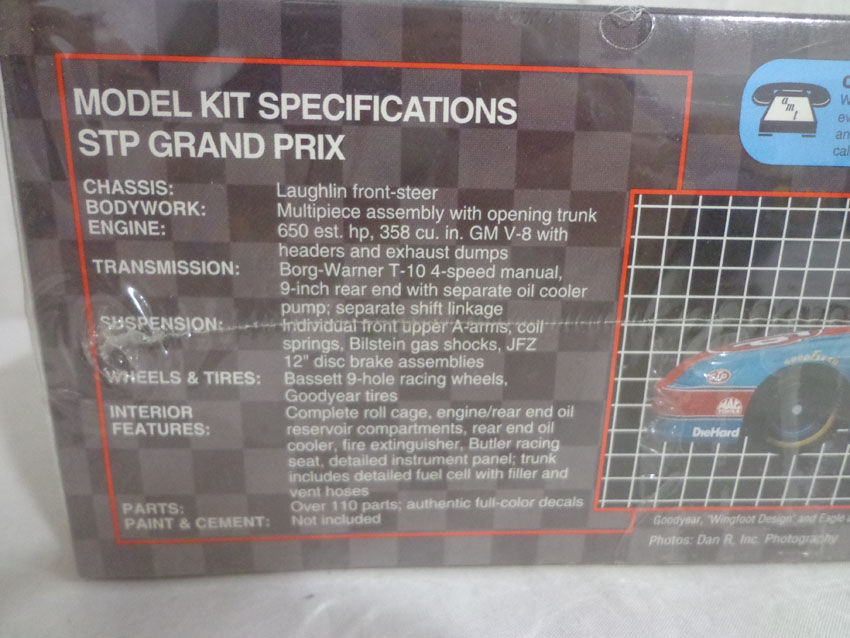 MODEL KIT SPECIFICATIONS
STP GRAND PRIX
CHASSIS: Laughlin front-steer
BODYWORK: Multipiece assembly with opening trunk
ENGINE: 650 est. hp, 358 cu. in. GM V-8 with
headers and exhaust dumps
TRANSMISSION: Borg-Warner T-10 4-speed manual,
9-inch rear end with separate oil cooler
pump; separate shift linkage
SUSPENSION: Individual front upper A-arms, coil
springs, Bilstein gas shocks, JFZ
12" disc brake assemblies
WHEELS & TIRES: Bassett 9-hole racing wheels,
Goodyear tires
INTERIOR Complete roll cage, engine/rear end oil
FEATURES: reservoir compartments, rear end oil
cooler, fire extinguisher, Butler racing
seat, detailed instrument panel; trunk
includes detailed fuel cell with filler and
vent hoses
PARTS: Over 110 parts; authentic full-color decals
PAINT & CEMENT: Not included
amt
STP
GOODYEAR
MAC
DieHard
Goodyear, "Wingfoot Design" and Eagle
Photos: Dan R. Inc. Photography